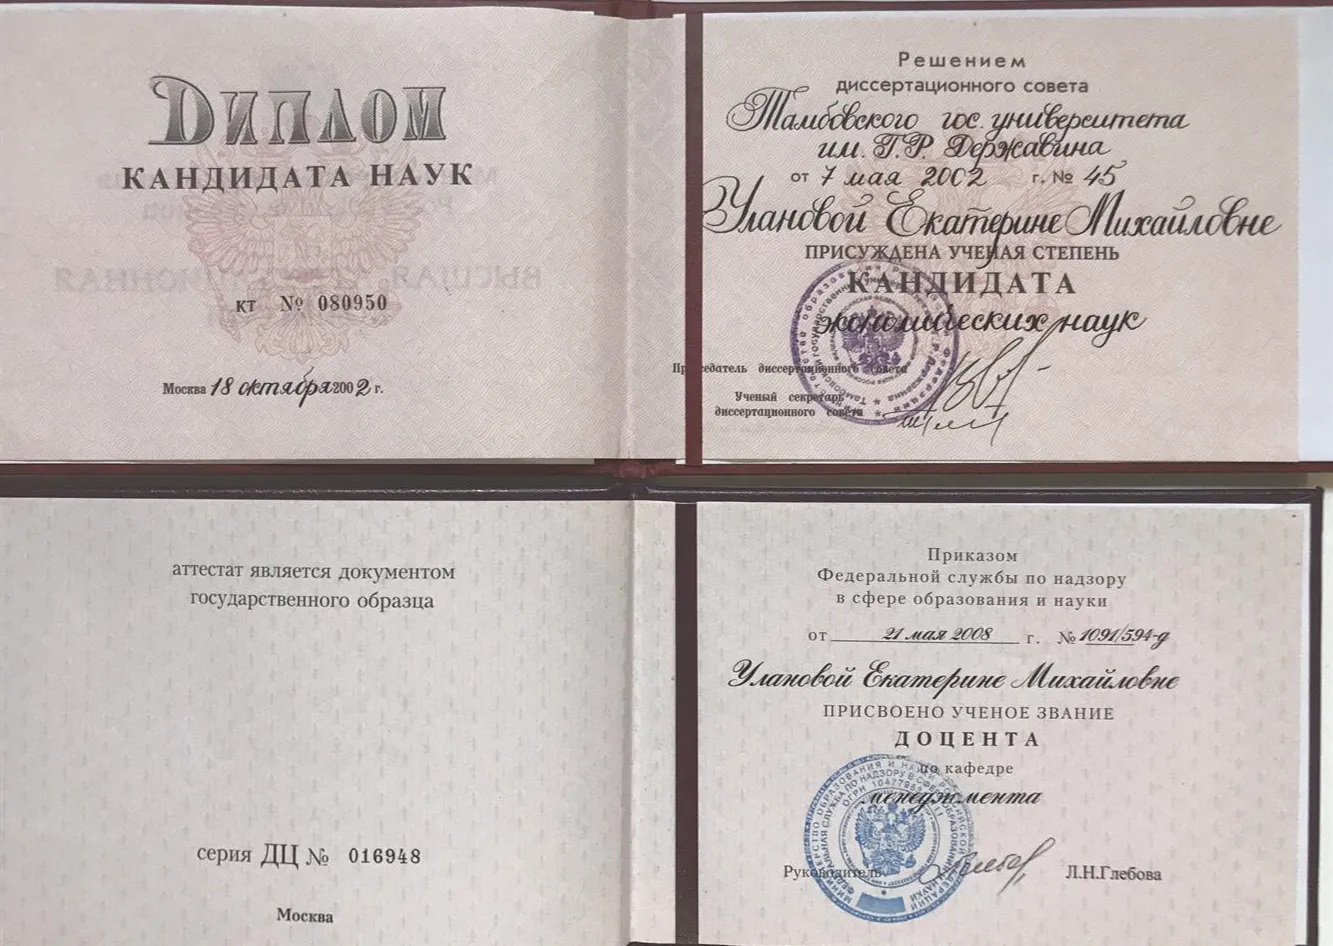 Диплом
КАНДИДАТА НАУК
КТ № 080950
Москва 18 октября 2002 г.
Решением
диссертационного совета
Тамбовского гос. университета
им. Г.Р. Державина
от 7 мая 2002 г. № 45
Улановой Екатерине Михайловне
ПРИСУЖДЕНА УЧЕНАЯ СТЕПЕНЬ
КАНДИДАТА
экономических наук
Председатель диссертационного совета
Ученый секретарь
диссертационного совета
аттестат является документом
государственного образца
серия ДЦ № 016948
Москва
Приказом
Федеральной службы по надзору
в сфере образования и науки
от 21 мая 2008 г. № 1091/594-д
Улановой Екатерине Михайловне
ПРИСВОЕНО УЧЕНОЕ ЗВАНИЕ
ДОЦЕНТА
по кафедре
менеджмента
Руководитель Л.Н.Глебова